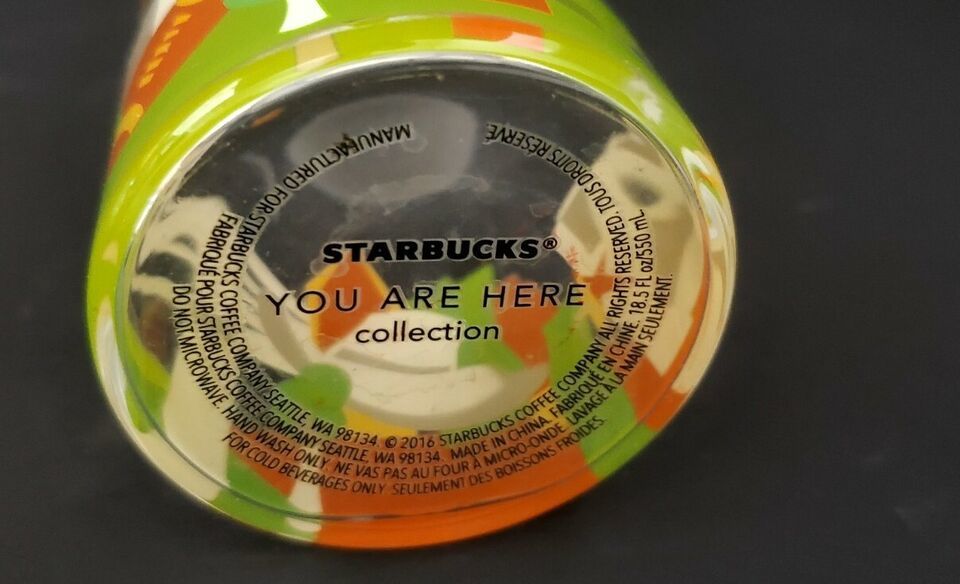 STARBUCKS®
YOU ARE HERE
collection
MANUFACTURED FOR STARBUCKS COFFEE COMPANY SEATTLE, WA 98134. © 2016 STARBUCKS COFFEE COMPANY ALL RIGHTS RESERVED. TOUS DROITS RÉSERVÉ
FABRIQUÉ POUR STARBUCKS COFFEE COMPANY SEATTLE, WA 98134. MADE IN CHINA. FABRIQUÉ EN CHINE. 18.5 FL oz/550 mL
DO NOT MICROWAVE. HAND WASH ONLY. NE VAS PAS AU FOUR À MICRO-ONDE. LAVAGE À LA MAIN SEULEMENT.
FOR COLD BEVERAGES ONLY. SEULEMENT DES BOISSONS FROIDES.